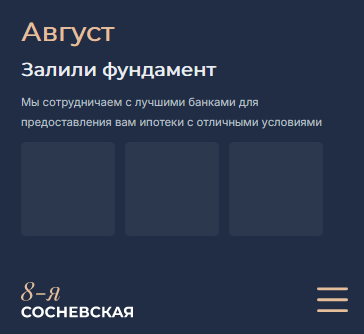 Август
Залили фундамент
Мы сотрудничаем с лучшими банками для
предоставления вам ипотеки с отличными условиями
8-я
СОСНЕВСКАЯ